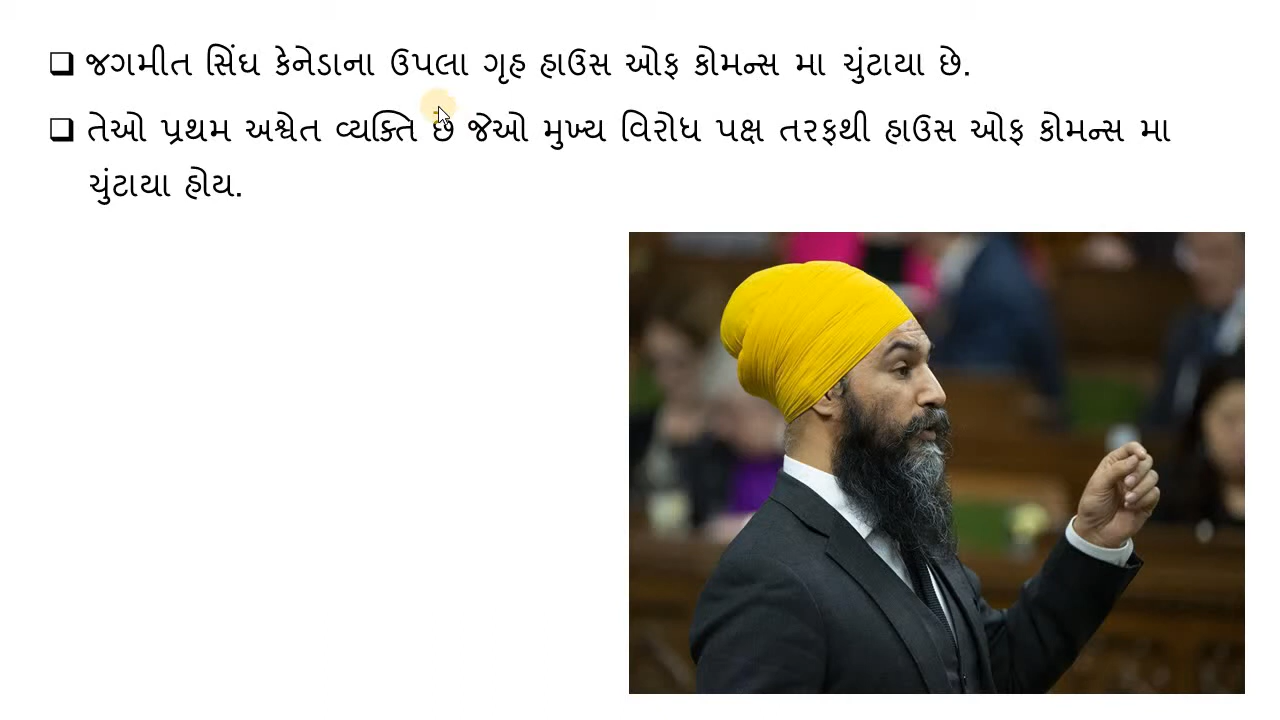 ❑ જગમીત સિંઘ કેનેડાના ઉપલા ગૃહ હાઉસ ઓફ કોમન્સ મા ચુંટાયા છે.
❑ તેઓ પ્રથમ અશ્વેત વ્યક્તિ છે જેઓ મુખ્ય વિરોધ પક્ષ તરફથી હાઉસ ઓફ કોમન્સ મા
ચુંટાયા હોય.